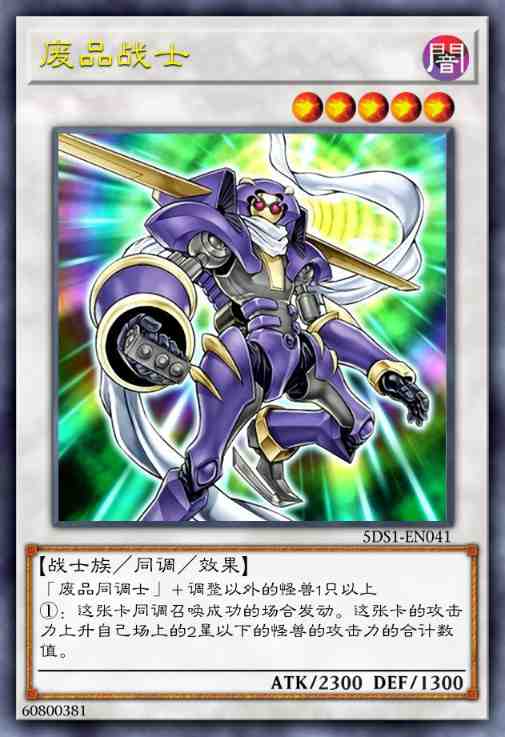 废品战士
闇
5DS1-EN041
【战士族／同调／效果】
「废品同调士」＋调整以外的怪兽1只以上
①：这张卡同调召唤成功的场合发动。这张卡的攻击
力上升自己场上的2星以下的怪兽的攻击力的合计数
值。
ATK/2300 DEF/1300
60800381